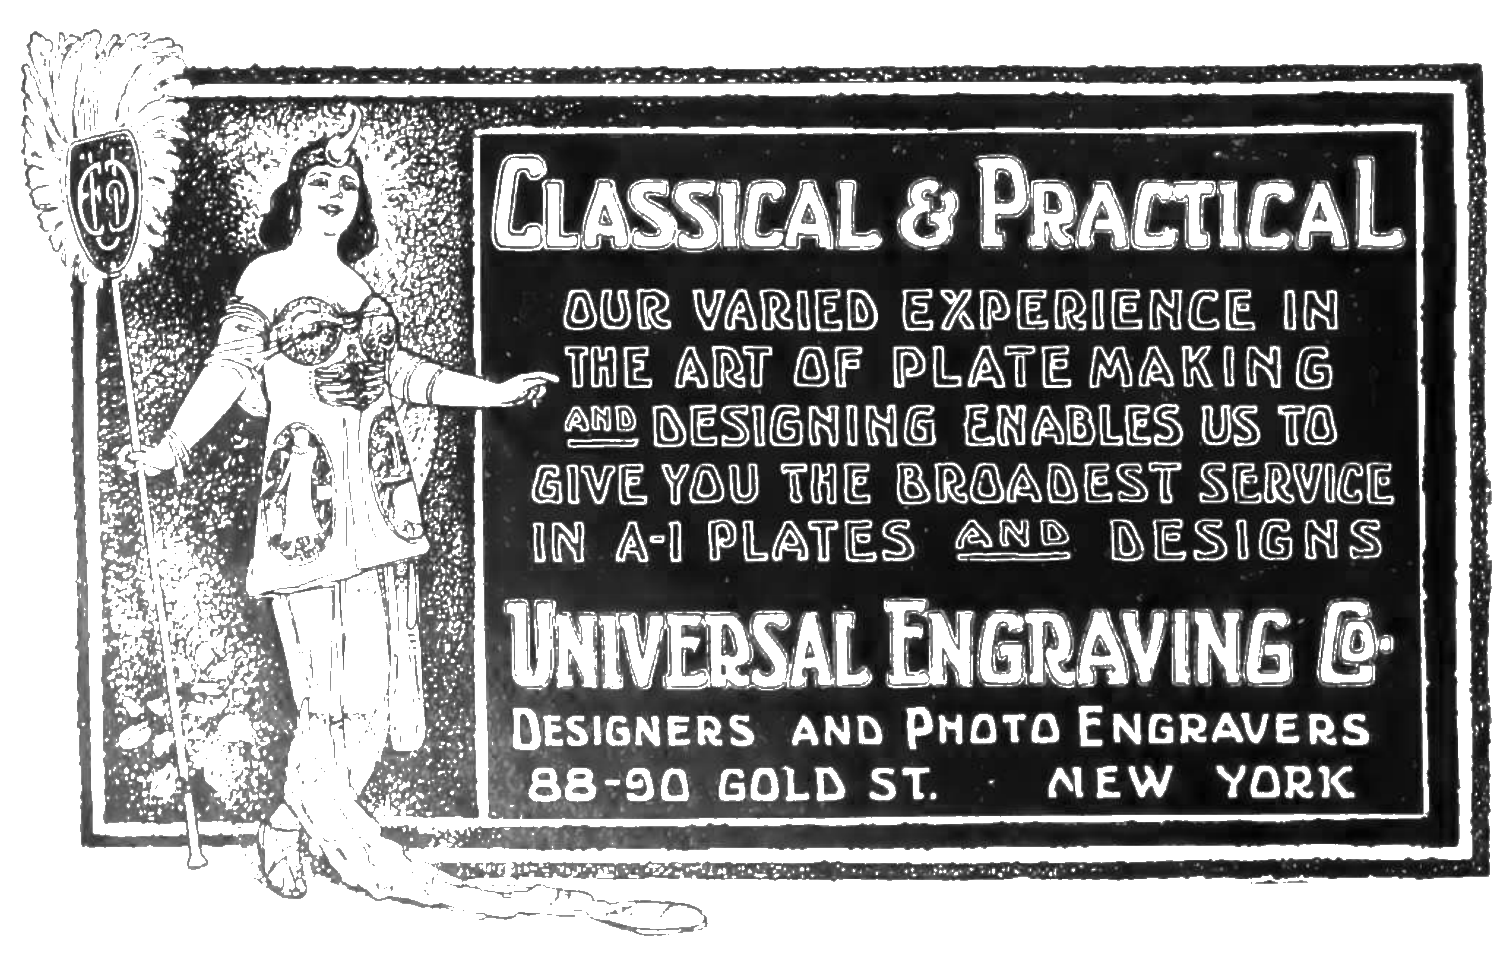 CLASSICAL & PRACTICAL
OUR VARIED EXPERIENCE IN
THE ART OF PLATE MAKING
AND DESIGNING ENABLES US TO
GIVE YOU THE BROADEST SERVICE
IN A-1 PLATES AND DESIGNS
UNIVERSAL ENGRAVING CO.
DESIGNERS AND PHOTO ENGRAVERS
88-90 GOLD ST. · NEW YORK